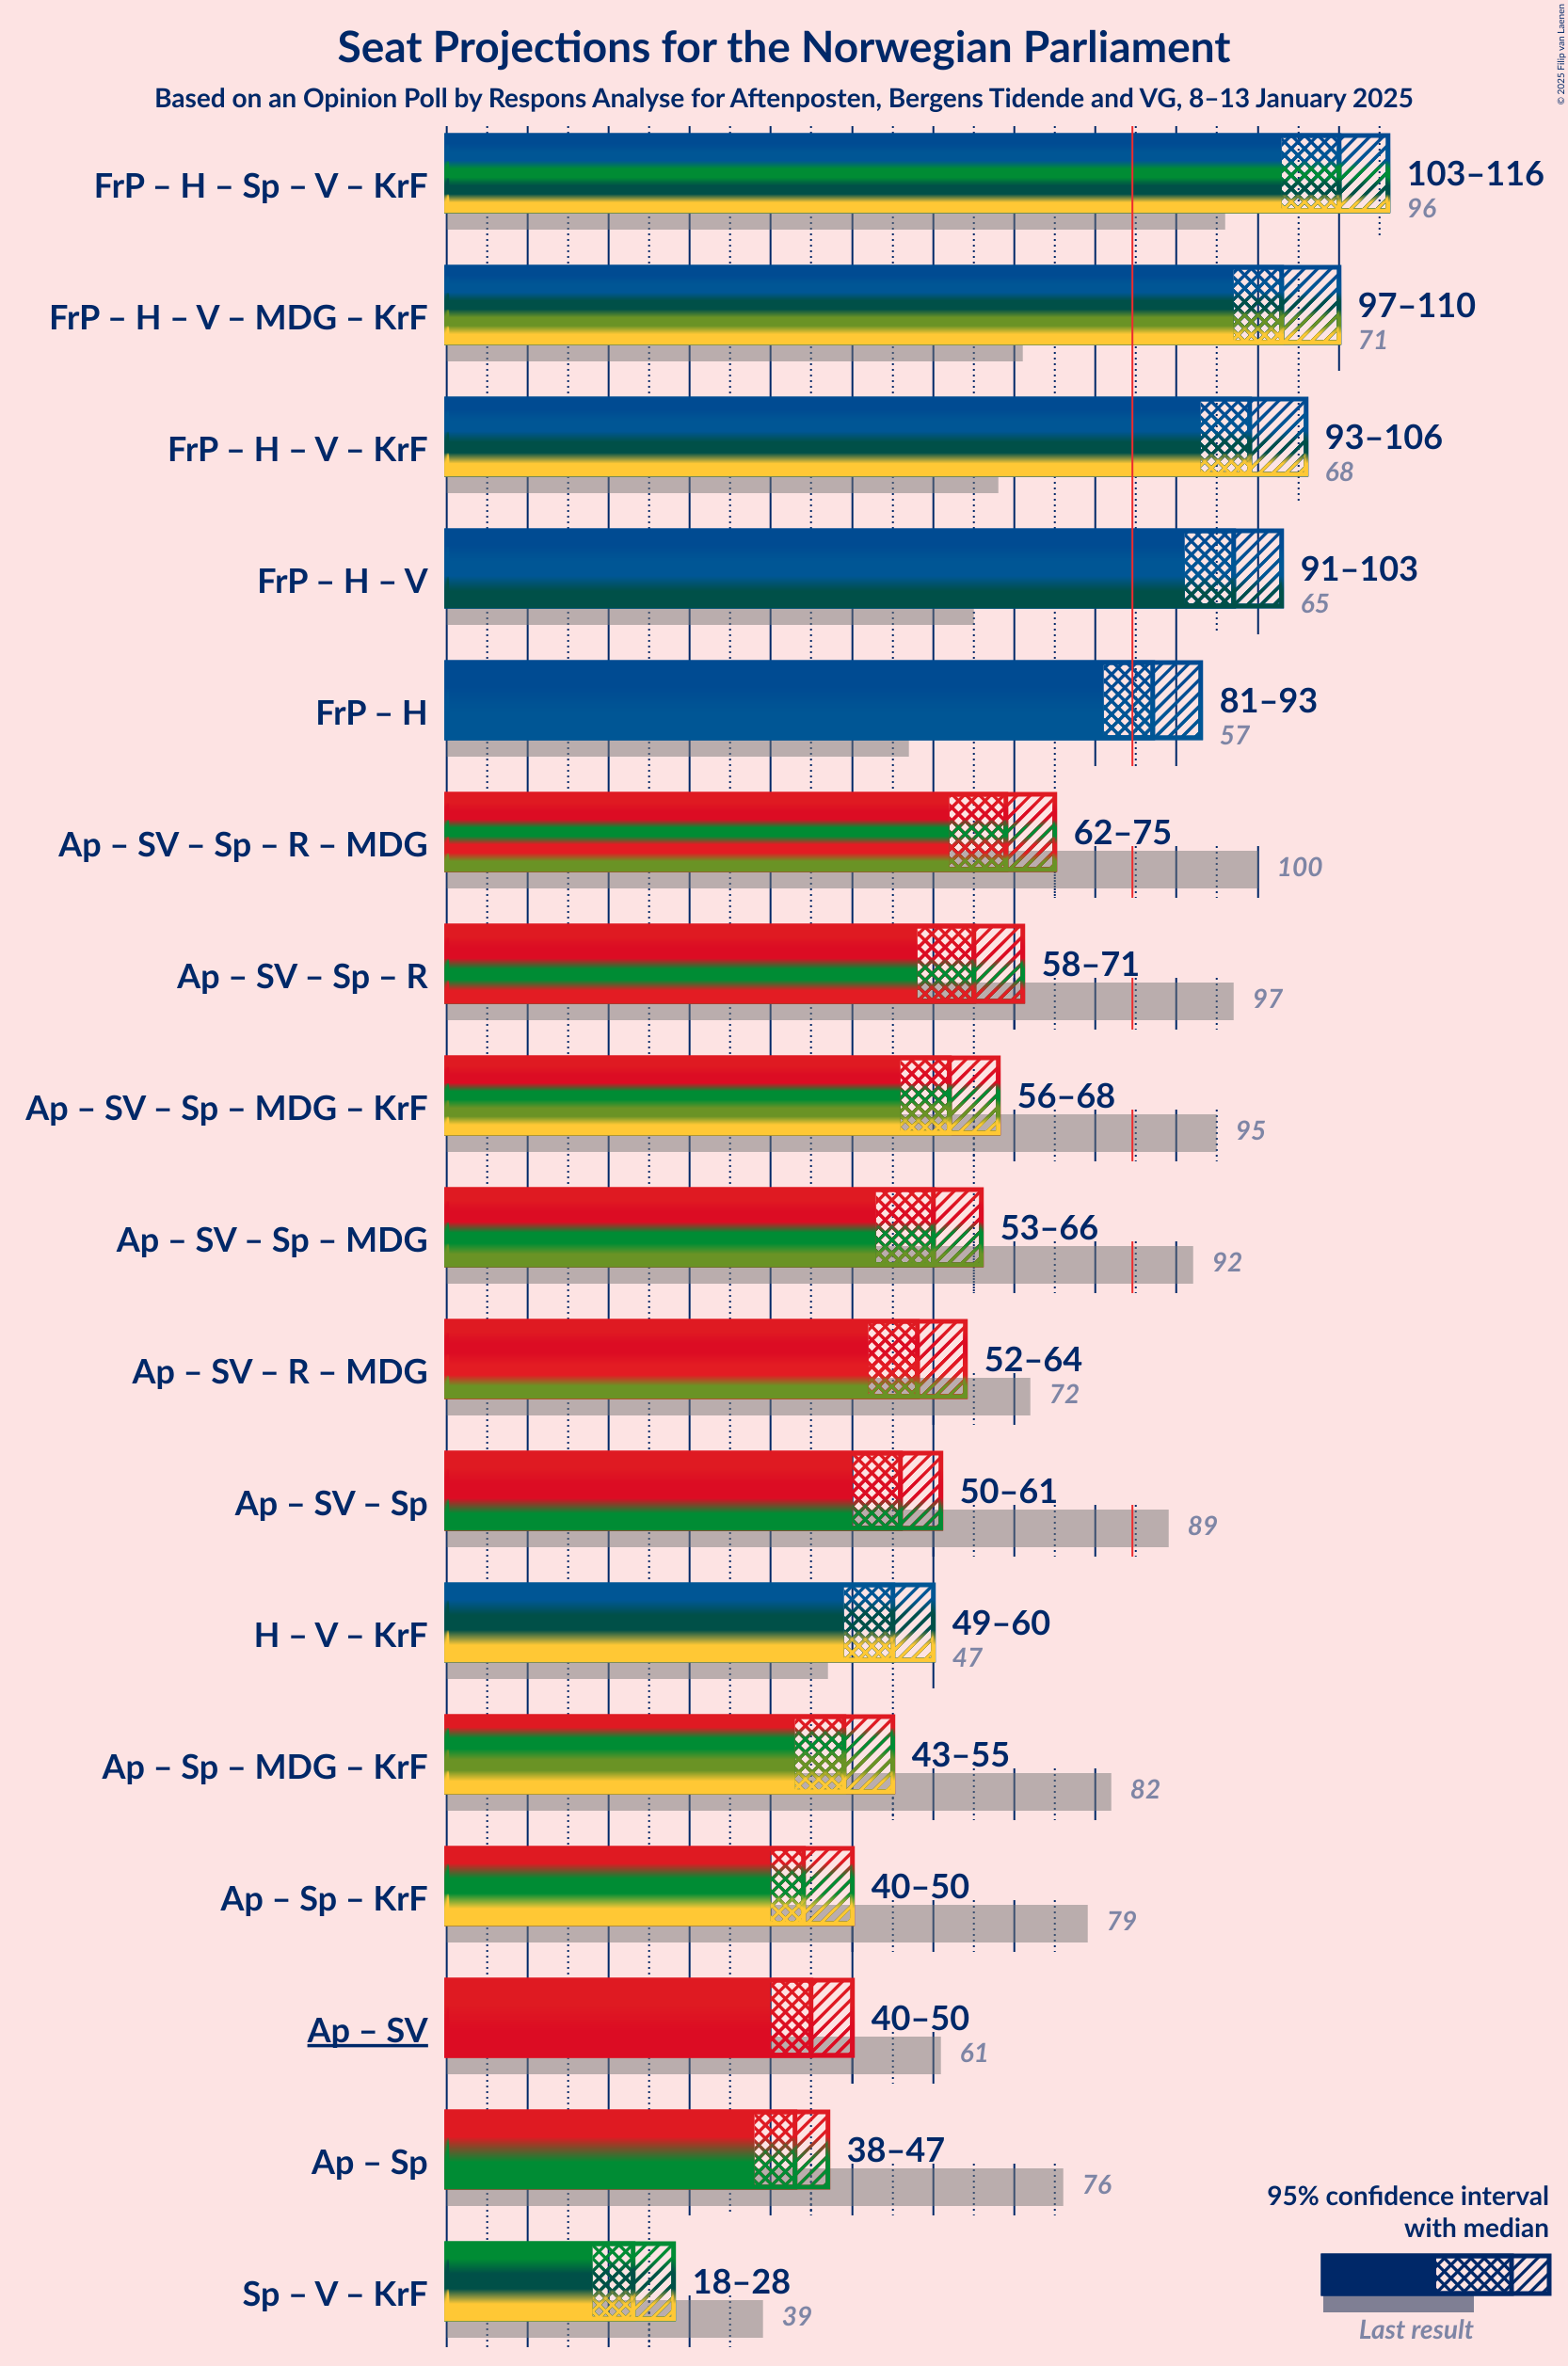 Seat Projections for the Norwegian Parliament
Based on an Opinion Poll by Respons Analyse for Aftenposten, Bergens Tidende and VG, 8–13 January 2025
© 2025 Filip van Laenen
FrP – H – Sp – V – KrF
103–116
96
FrP – H – V – MDG – KrF
97–110
71
FrP – H – V – KrF
93–106
68
FrP – H – V
91–103
65
FrP – H
81–93
57
Ap – SV – Sp – R – MDG
62–75
100
Ap – SV – Sp – R
58–71
97
Ap – SV – Sp – MDG – KrF
56–68
95
Ap – SV – Sp – MDG
53–66
92
Ap – SV – R – MDG
52–64
72
Ap – SV – Sp
50–61
89
H – V – KrF
49–60
47
Ap – Sp – MDG – KrF
43–55
82
Ap – Sp – KrF
40–50
79
Ap – SV
40–50
61
Ap – Sp
38–47
76
Sp – V – KrF
18–28
39
95% confidence interval
with median
Last result